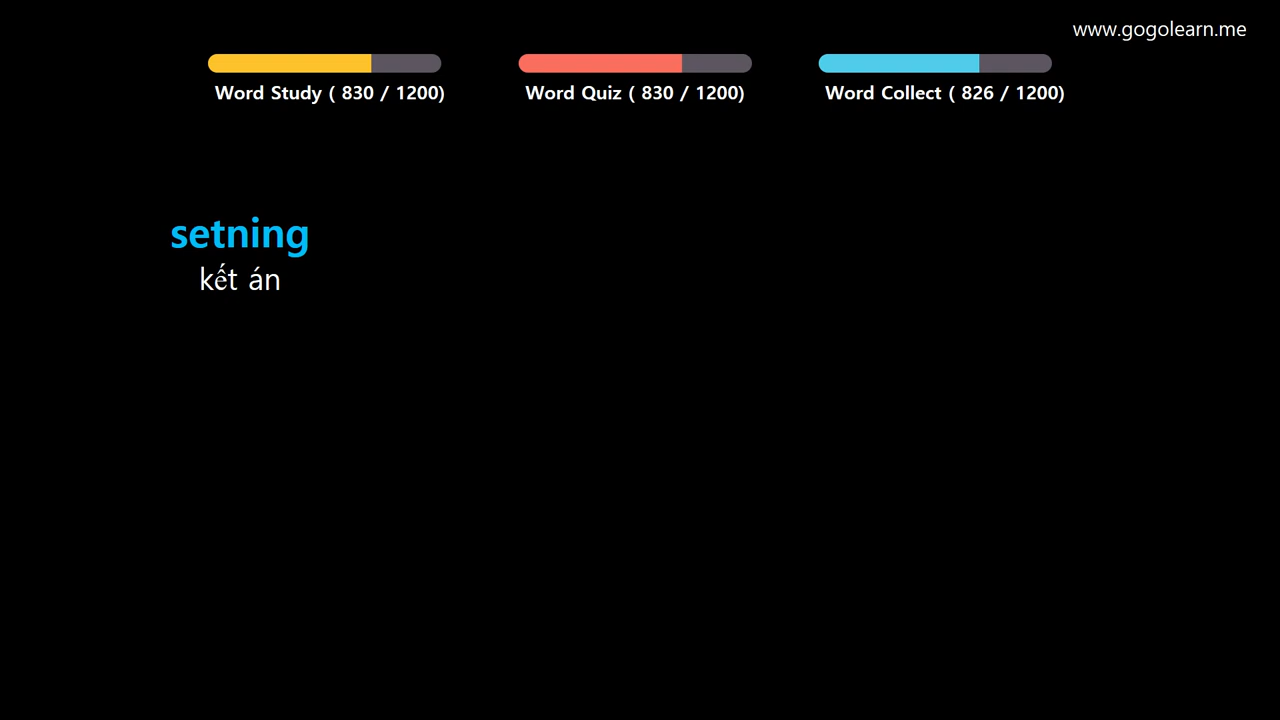 www.gogolearn.me
Word Study ( 830 / 1200)
Word Quiz ( 830 / 1200)
Word Collect ( 826 / 1200)
setning
kết án